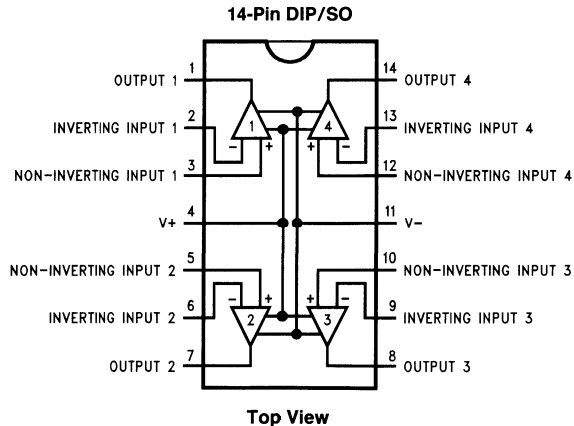 14-Pin DIP/SO
1 14
OUTPUT 1 OUTPUT 4
2 13
INVERTING INPUT 1 1 4 INVERTING INPUT 4
− + + −
3 12
NON-INVERTING INPUT 1 NON-INVERTING INPUT 4
4 11
V+ V−
5 10
NON-INVERTING INPUT 2 NON-INVERTING INPUT 3
− + + −
6 9
INVERTING INPUT 2 2 3 INVERTING INPUT 3
7 8
OUTPUT 2 OUTPUT 3
Top View